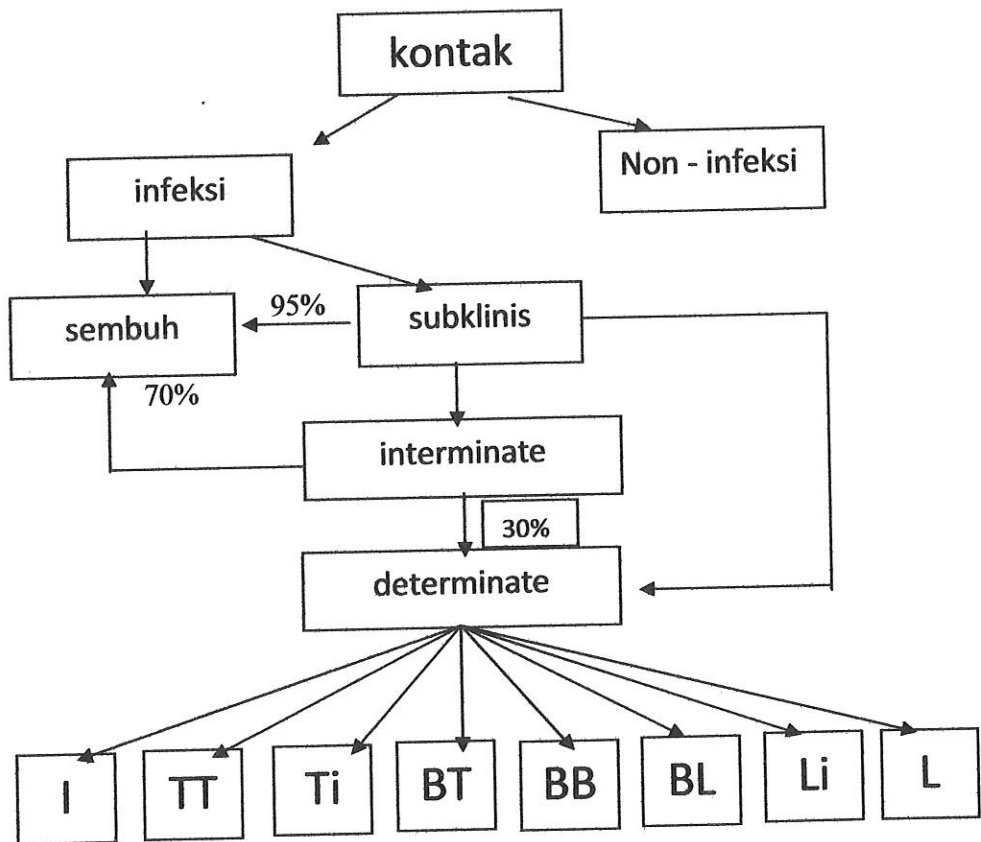 kontak
infeksi
Non - infeksi
sembuh
95%
subklinis
70%
interminate
30%
determinate
I
TT
Ti
BT
BB
BL
Li
L